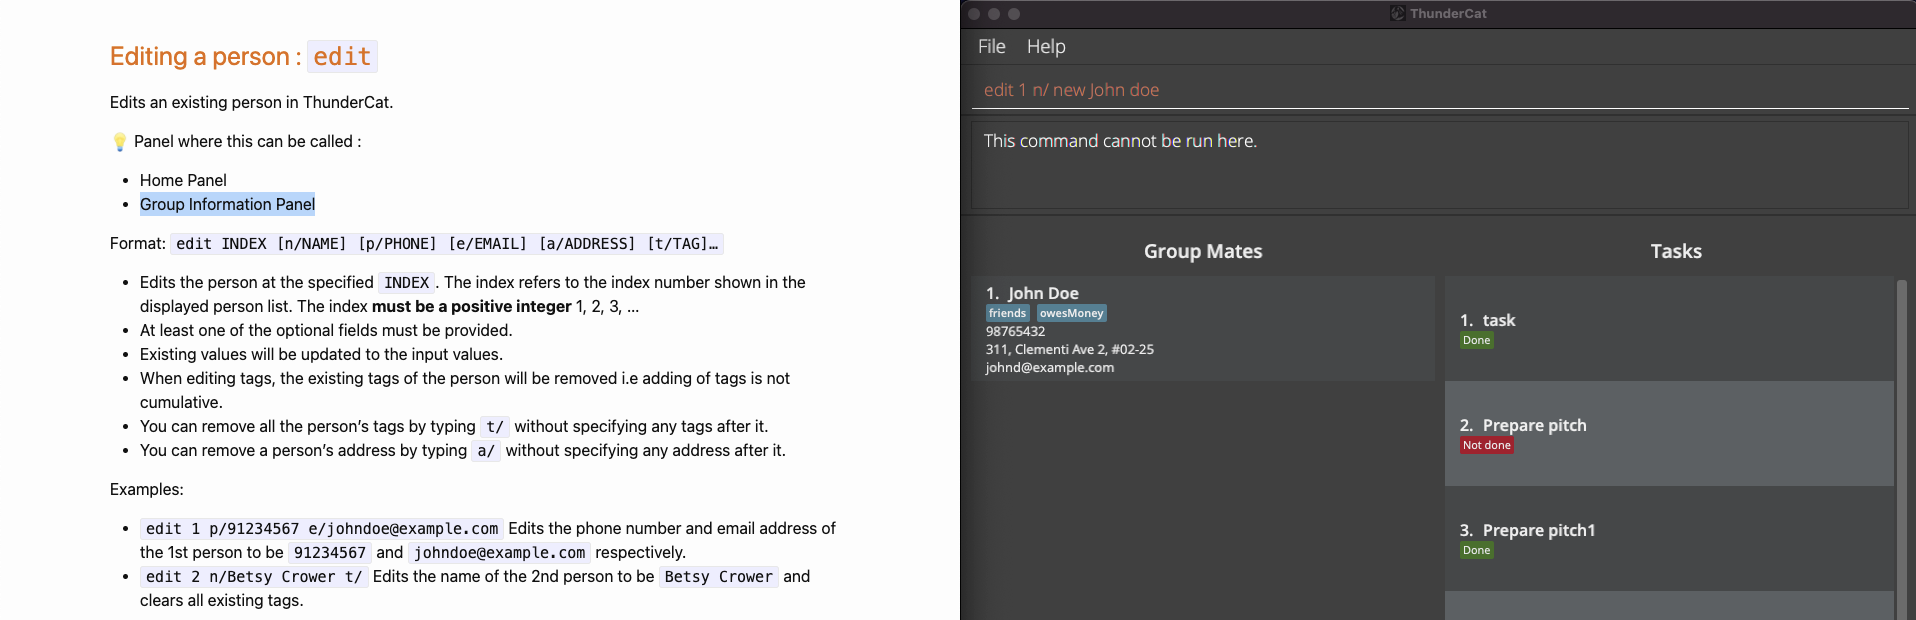 Editing a person : edit
Edits an existing person in ThunderCat.
💡 Panel where this can be called :
• Home Panel
• Group Information Panel
Format: edit INDEX [n/NAME] [p/PHONE] [e/EMAIL] [a/ADDRESS] [t/TAG]…
• Edits the person at the specified INDEX . The index refers to the index number shown in the
displayed person list. The index must be a positive integer 1, 2, 3, …
• At least one of the optional fields must be provided.
• Existing values will be updated to the input values.
• When editing tags, the existing tags of the person will be removed i.e adding of tags is not
cumulative.
• You can remove all the person’s tags by typing t/ without specifying any tags after it.
• You can remove a person’s address by typing a/ without specifying any address after it.
Examples:
• edit 1 p/91234567 e/johndoe@example.com Edits the phone number and email address of
the 1st person to be 91234567 and johndoe@example.com respectively.
• edit 2 n/Betsy Crower t/ Edits the name of the 2nd person to be Betsy Crower and
clears all existing tags.
ThunderCat
File Help
edit 1 n/ new John doe
This command cannot be run here.
Group Mates
1. John Doe
friends owesMoney
98765432
311, Clementi Ave 2, #02-25
johnd@example.com
Tasks
1. task
Done
2. Prepare pitch
Not done
3. Prepare pitch1
Done